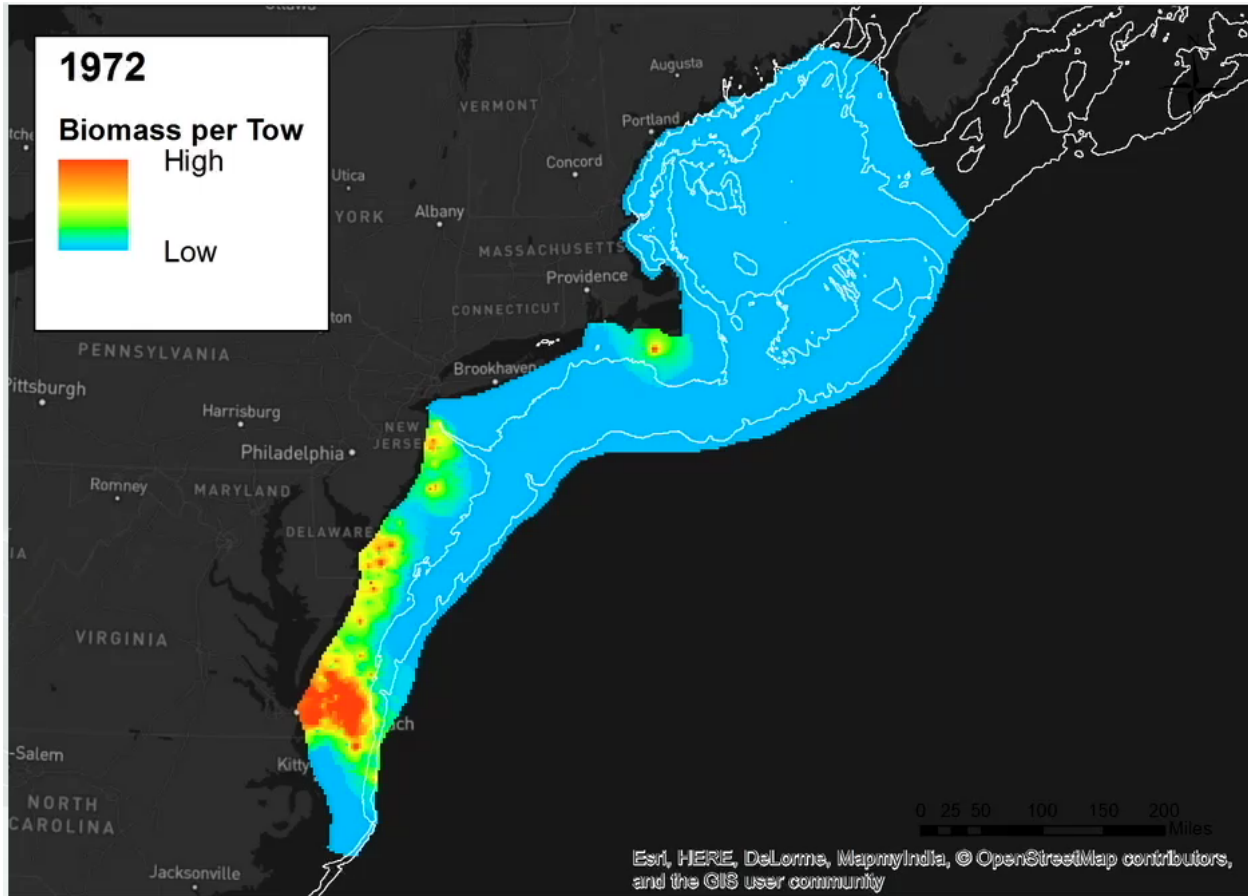 1972
Biomass per Tow
High
Low
Ottawa
Augusta
VERMONT
Portland
Concord
Utica
YORK
Albany
MASSACHUSETTS
Providence
CONNECTICUT
PENNSYLVANIA
Brookhaven
Pittsburgh
Harrisburg
NEW
JERSEY
Philadelphia
Romney
MARYLAND
DELAWARE
VIRGINIA
ach
-Salem
Kitty
NORTH
CAROLINA
Jacksonville
0 25 50 100 150 200
Miles
Esri, HERE, DeLorme, MapmyIndia, © OpenStreetMap contributors,
and the GIS user community